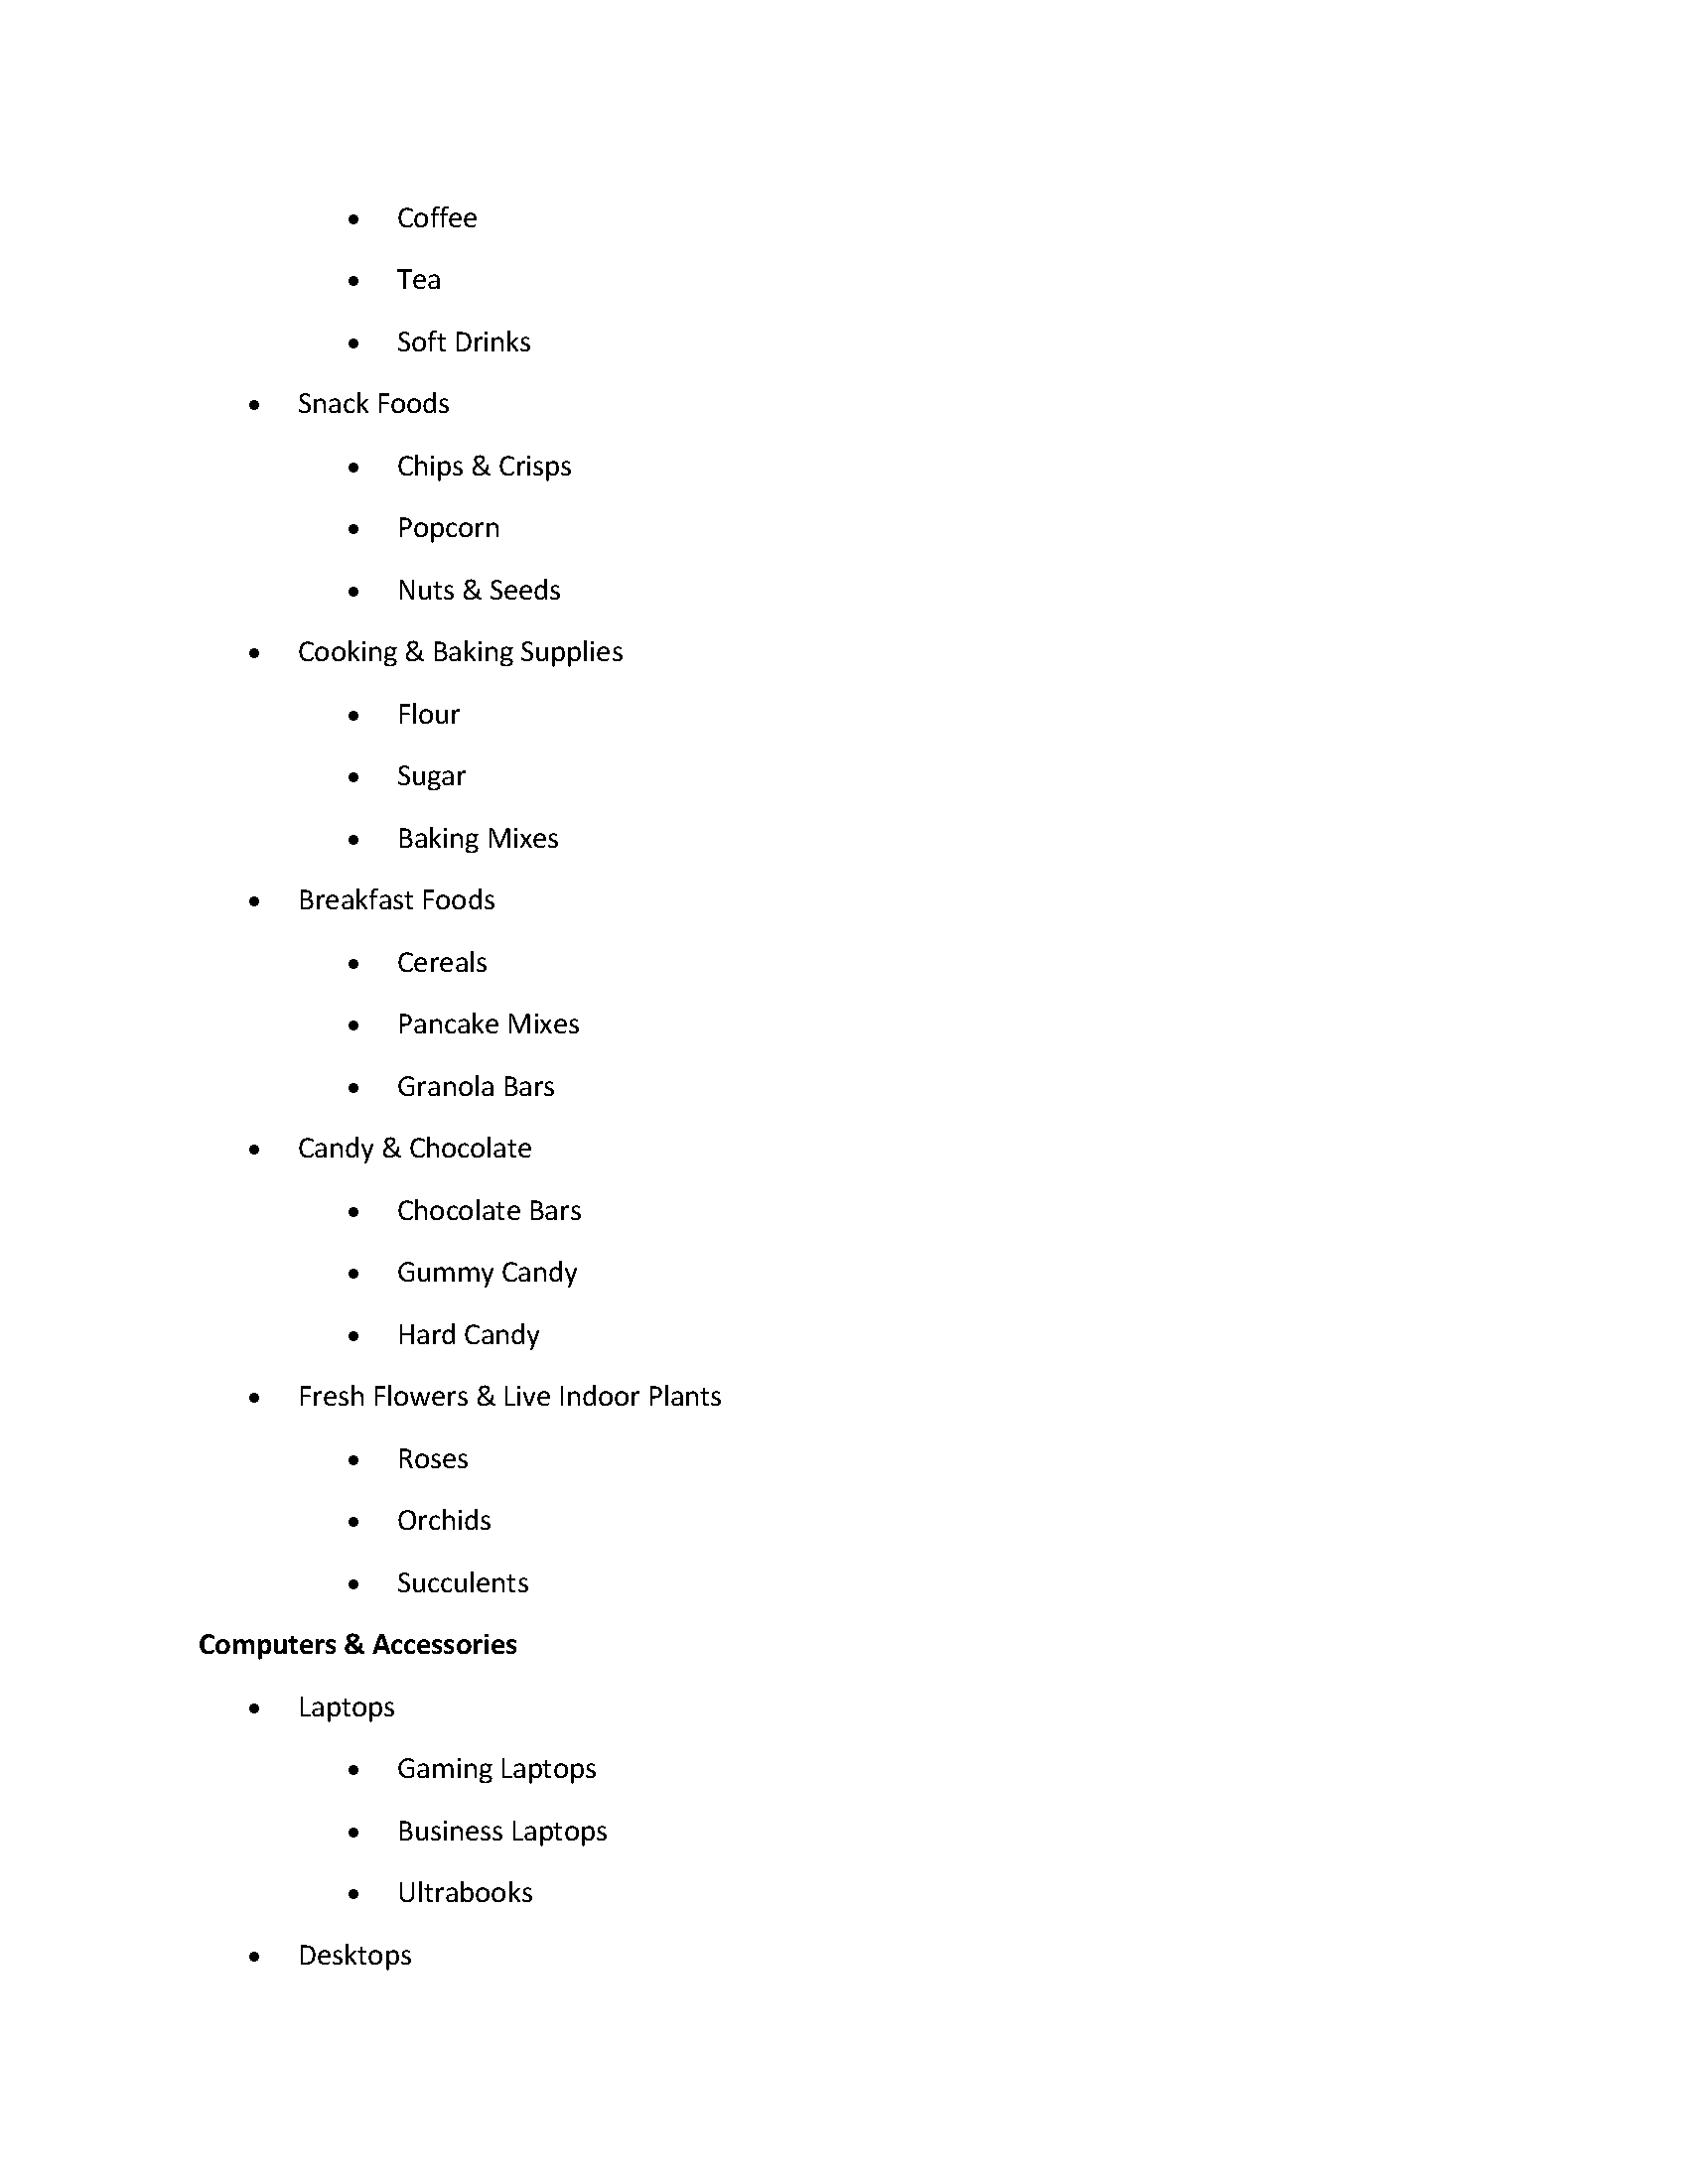 • Coffee
• Tea
• Soft Drinks
• Snack Foods
• Chips & Crisps
• Popcorn
• Nuts & Seeds
• Cooking & Baking Supplies
• Flour
• Sugar
• Baking Mixes
• Breakfast Foods
• Cereals
• Pancake Mixes
• Granola Bars
• Candy & Chocolate
• Chocolate Bars
• Gummy Candy
• Hard Candy
• Fresh Flowers & Live Indoor Plants
• Roses
• Orchids
• Succulents
Computers & Accessories
• Laptops
• Gaming Laptops
• Business Laptops
• Ultrabooks
• Desktops